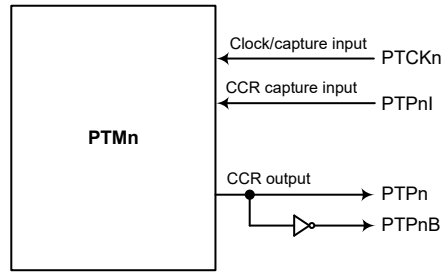 Clock/capture input
PTCKn
CCR capture input
PTPnI
PTMn
CCR output
PTPn
PTPnB